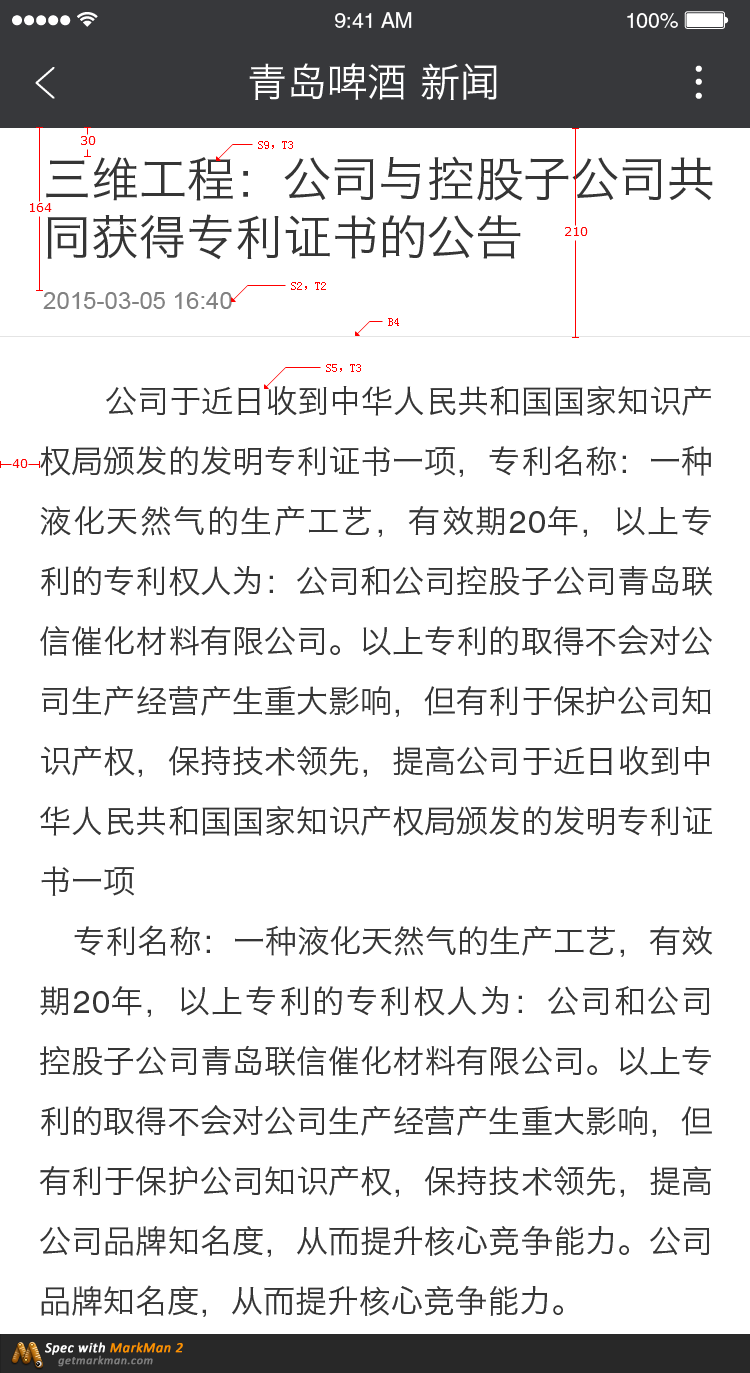 9:41 AM 100%
青岛啤酒 新闻
30
S9, T3
三维工程：公司与控股子公司共
164
210
同获得专利证书的公告
S2, T2
2015-03-05 16:40
B4
S5, T3
公司于近日收到中华人民共和国国家知识产
40
权局颁发的发明专利证书一项，专利名称：一种
液化天然气的生产工艺，有效期20年，以上专
利的专利权人为：公司和公司控股子公司青岛联
信催化材料有限公司。以上专利的取得不会对公
司生产经营产生重大影响，但有利于保护公司知
识产权，保持技术领先，提高公司于近日收到中
华人民共和国国家知识产权局颁发的发明专利证
书一项
专利名称：一种液化天然气的生产工艺，有效
期20年，以上专利的专利权人为：公司和公司
控股子公司青岛联信催化材料有限公司。以上专
利的取得不会对公司生产经营产生重大影响，但
有利于保护公司知识产权，保持技术领先，提高
公司品牌知名度，从而提升核心竞争能力。公司
品牌知名度，从而提升核心竞争能力。
Spec with MarkMan 2
getmarkman.com